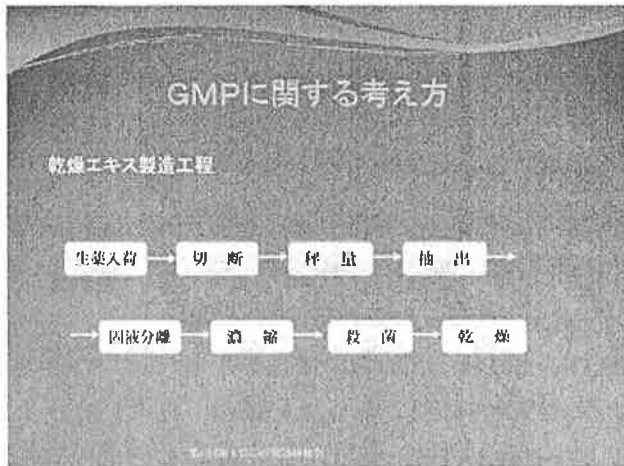 GMPに関する考え方
乾燥エキス製造工程
生薬入荷 切 断 秤 量 抽 出
固液分離 濃 縮 殺 菌 乾 燥